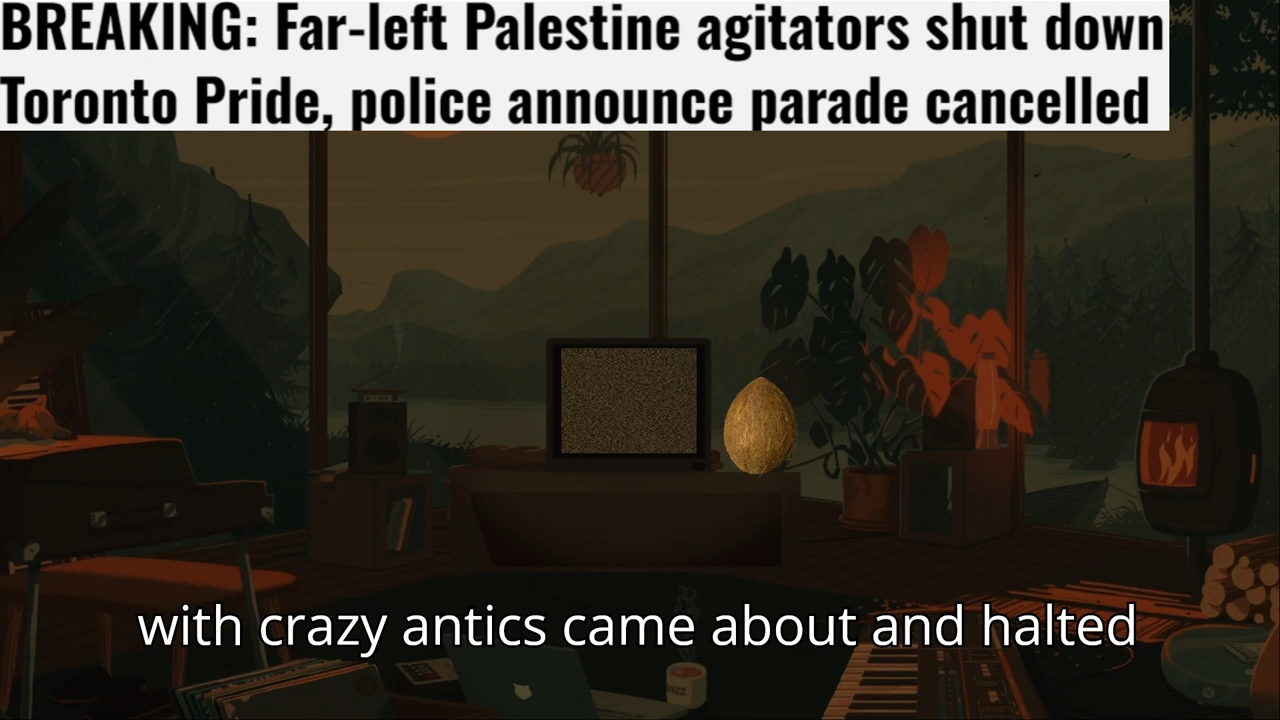 BREAKING: Far-left Palestine agitators shut down
Toronto Pride, police announce parade cancelled
with crazy antics came about and halted
JAZZ